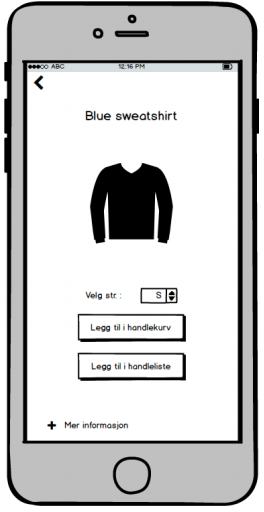 ABC 12:16 PM
Blue sweatshirt
Velg str. : S
Legg til i handlekurv
Legg til i handleliste
+ Mer informasjon